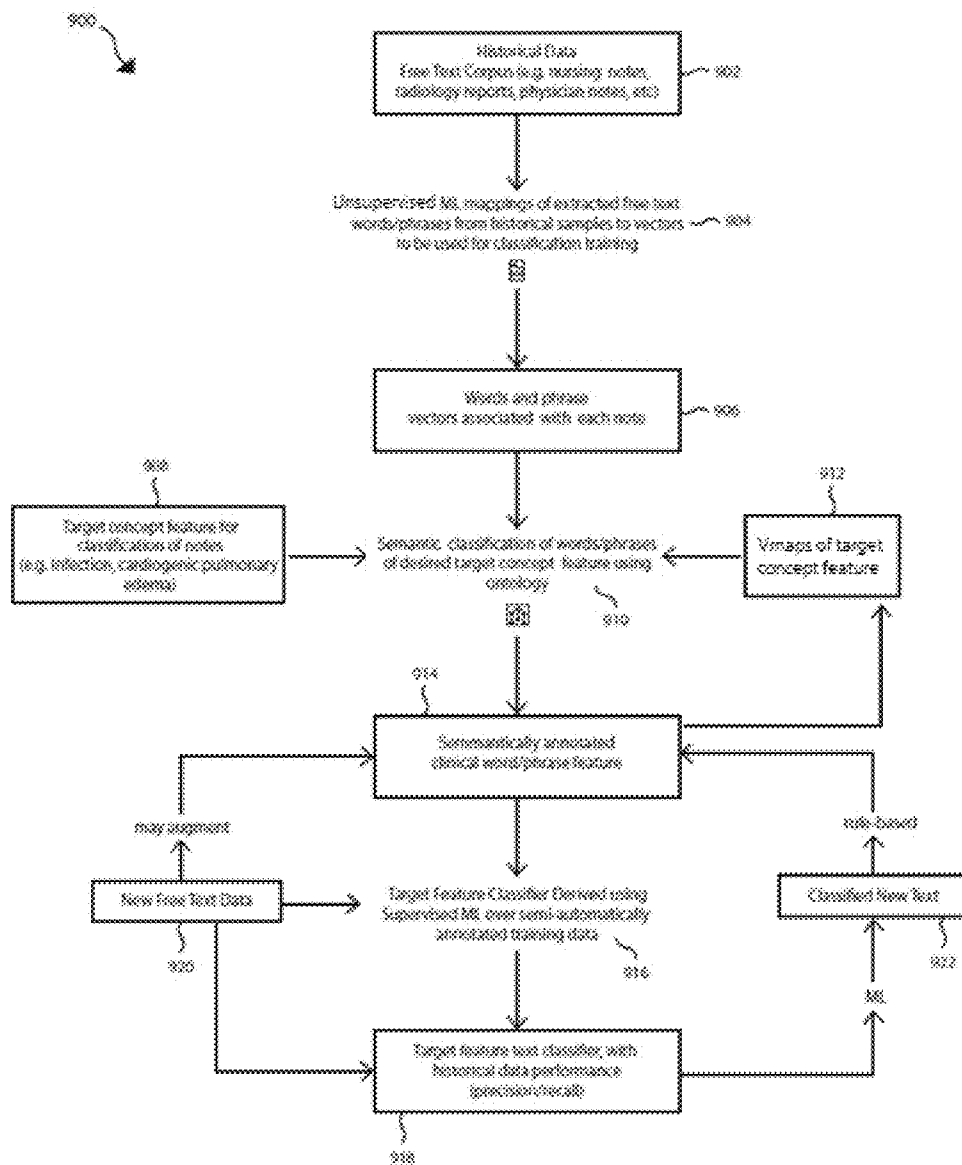 900
Historical Data
Free Text Corpus (e.g. nursing notes,
radiology reports, physician notes, etc)
902
Unsupervised ML mappings of extracted free text
words/phrases from historical samples to vectors
to be used for classification training
904
Words and phrase
vectors associated with each note
906
908
Target concept feature for
classification of notes
(e.g. infection, cardiogenic pulmonary
edema)
Semantic classification of words/phrases
of desired target concept feature using
ontology
910
912
Vmaps of target
concept feature
914
Semmantically annotated
clinical word/phrase feature
may augment
rule-based
New Free Text Data
920
Target Feature Classifier Derived using
Supervised ML over semi-automatically
annotated training data
916
Classified New Text
922
ML
Target feature text classifier, with
historical data performance
(precision/recall)
918